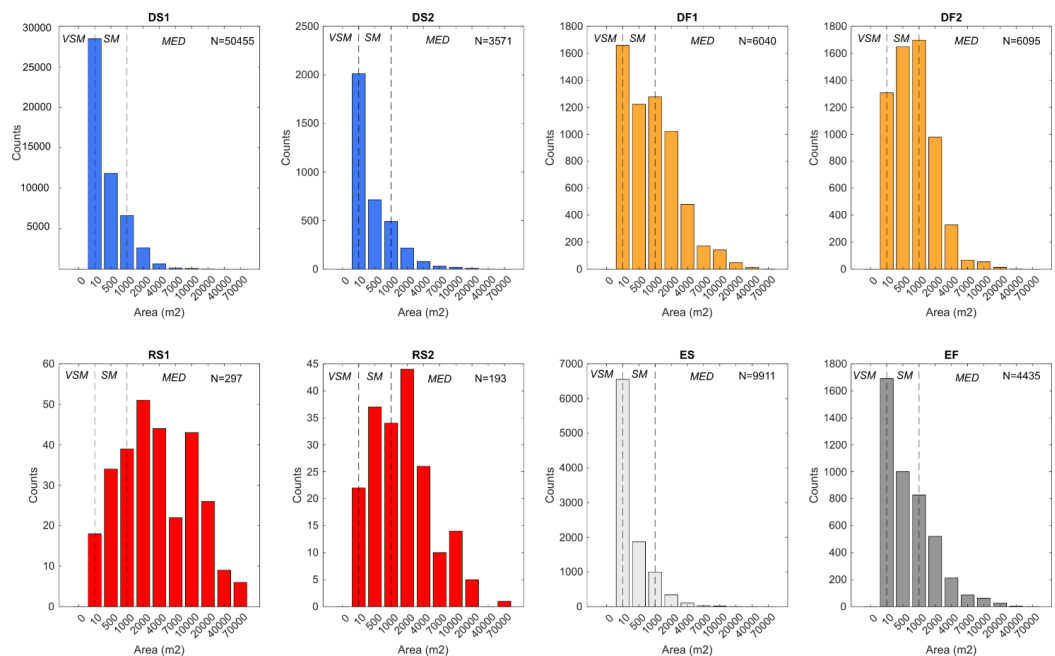 DS1
VSM SM MED N=50455
30000
25000
20000
15000
10000
5000
Counts
0 10 500 1000 2000 4000 7000 10000 20000 40000 70000
Area (m2)
DS2
VSM SM MED N=3571
2000
1500
1000
500
0
Counts
0 10 500 1000 2000 4000 7000 10000 20000 40000 70000
Area (m2)
DF1
1800
VSM SM MED N=6040
1600
1400
1200
1000
800
600
400
200
0
Counts
0 10 500 1000 2000 4000 7000 10000 20000 40000 70000
Area (m2)
DF2
1800
VSM SM MED N=6095
1600
1400
1200
1000
800
600
400
200
0
Counts
0 10 500 1000 2000 4000 7000 10000 20000 40000 70000
Area (m2)
RS1
60
VSM SM MED N=297
50
40
30
20
10
0
Counts
0 10 500 1000 2000 4000 7000 10000 20000 40000 70000
Area (m2)
RS2
45
VSM SM MED N=193
40
35
30
25
20
15
10
5
0
Counts
0 10 500 1000 2000 4000 7000 10000 20000 40000 70000
Area (m2)
ES
7000
VSM SM MED N=9911
6000
5000
4000
3000
2000
1000
0
Counts
0 10 500 1000 2000 4000 7000 10000 20000 40000 70000
Area (m2)
EF
1800
VSM SM MED N=4435
1600
1400
1200
1000
800
600
400
200
0
Counts
0 10 500 1000 2000 4000 7000 10000 20000 40000 70000
Area (m2)